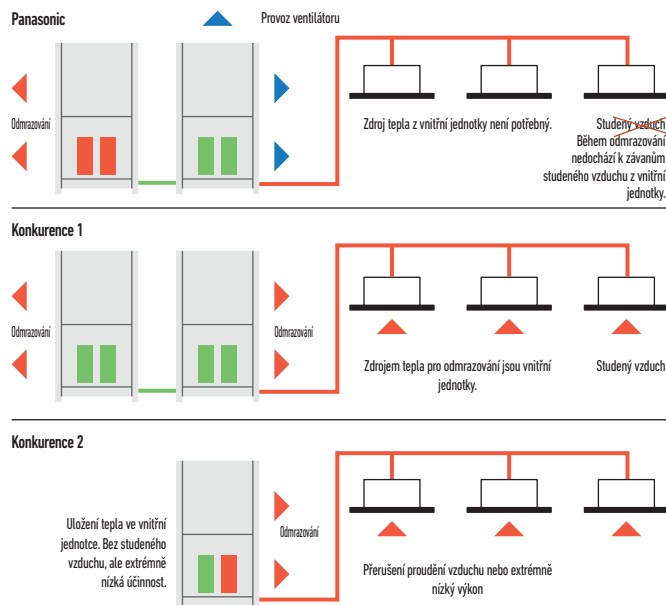 Panasonic
Provoz ventilátoru
Odmrazování
Zdroj tepla z vnitřní jednotky není potřebný.
Studený vzduch
Během odmrazování
nedochází k závanům
studeného vzduchu z vnitřní
jednotky.
Konkurence 1
Odmrazování
Odmrazování
Zdrojem tepla pro odmrazování jsou vnitřní
jednotky.
Studený vzduch
Konkurence 2
Uložení tepla ve vnitřní
jednotce. Bez studeného
vzduchu, ale extrémně
nízká účinnost.
Odmrazování
Přerušení proudění vzduchu nebo extrémně
nízký výkon